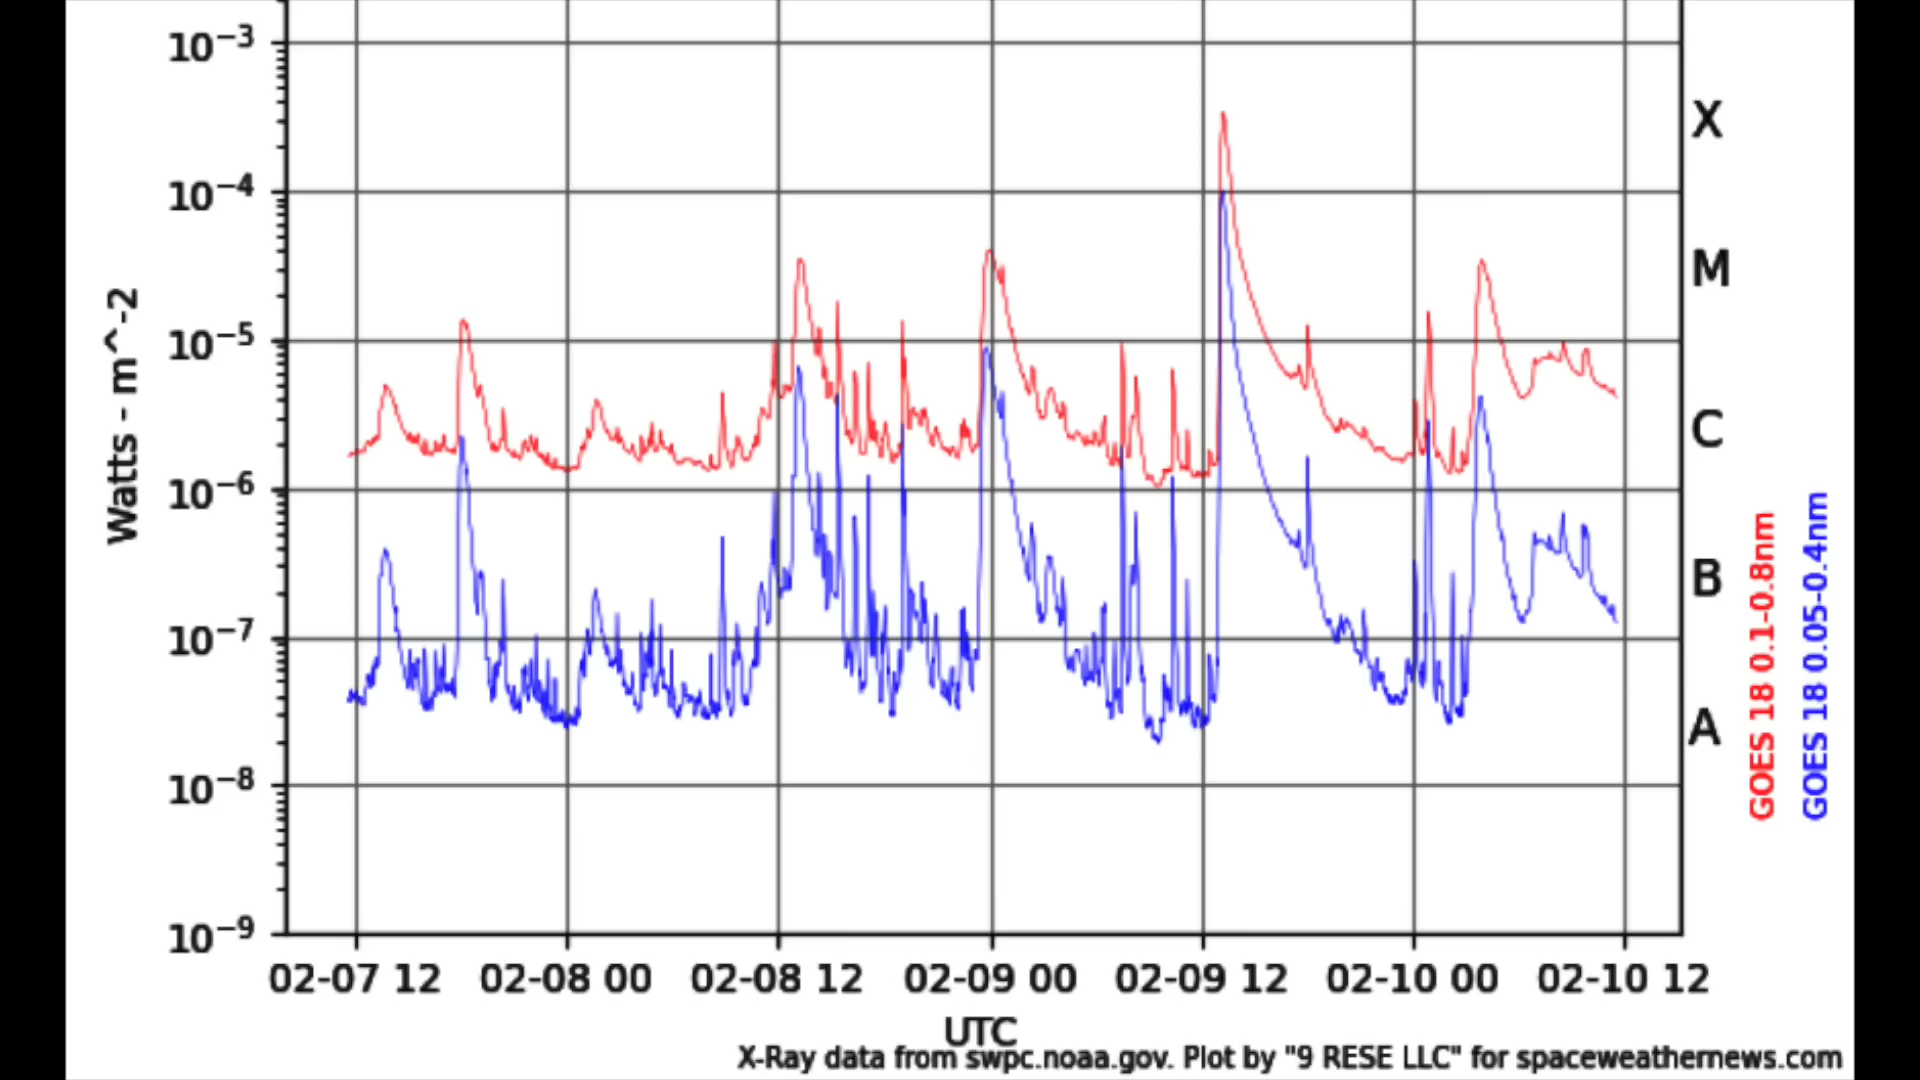 10−3
X
10−4
M
10−5
C
10−6
B
10−7
A
10−8
10−9
Watts - m^-2
GOES 18 0.1-0.8nm
GOES 18 0.05-0.4nm
02-07 12 02-08 00 02-08 12 02-09 00 02-09 12 02-10 00 02-10 12
UTC
X-Ray data from swpc.noaa.gov. Plot by "9 RESE LLC" for spaceweathernews.com